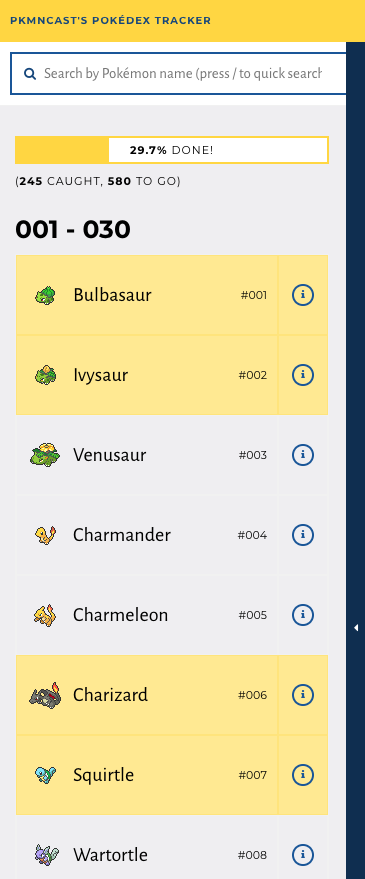 PKMNCAST'S POKÉDEX TRACKER
Search by Pokémon name (press / to quick search
29.7% DONE!
(245 CAUGHT, 580 TO GO)
001 - 030
Bulbasaur #001
Ivysaur #002
Venusaur #003
Charmander #004
Charmeleon #005
Charizard #006
Squirtle #007
Wartortle #008